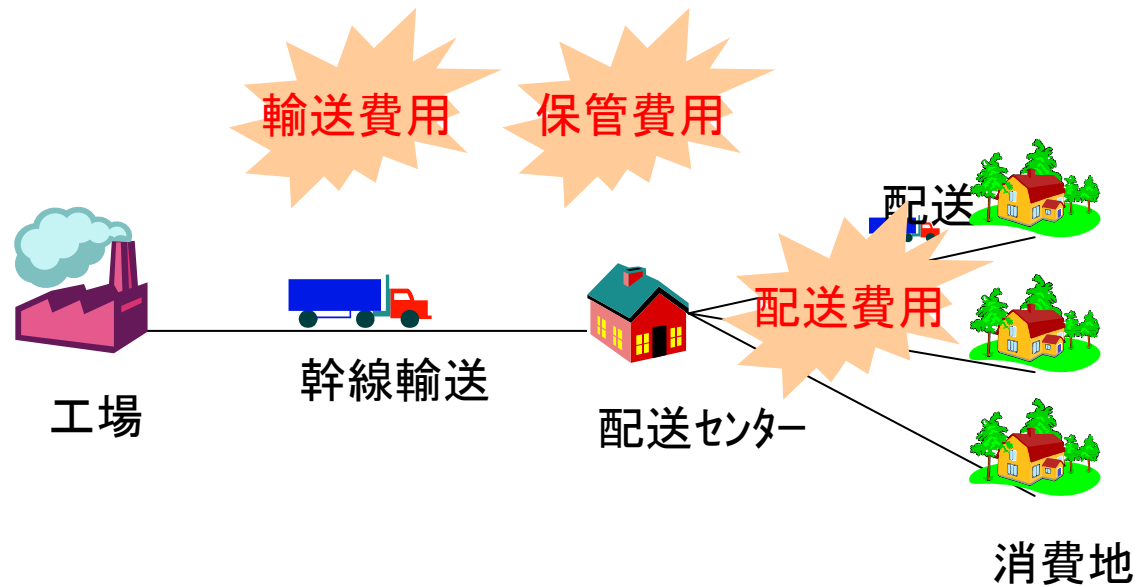 輸送費用
保管費用
配送
配送費用
幹線輸送
工場
配送センター
消費地